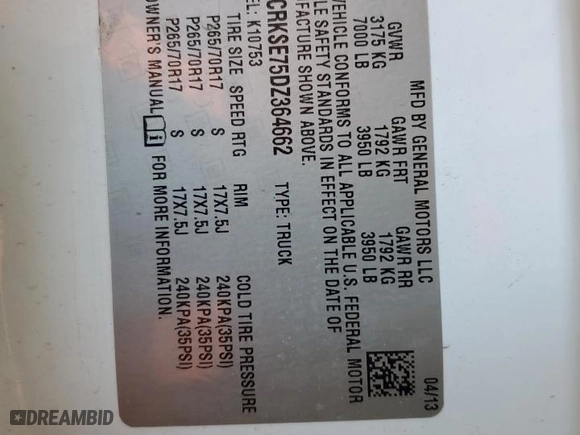 MFD BY GENERAL MOTORS LLC
04/13
GVWR GAWR FRT GAWR RR
3175 KG 1792 KG 1792 KG
7000 LB 3950 LB 3950 LB
VEHICLE CONFORMS TO ALL APPLICABLE U.S. FEDERAL MOTOR
LE SAFETY STANDARDS IN EFFECT ON THE DATE OF
FACTURE SHOWN ABOVE.
CRKSE75DZ364662 TYPE: TRUCK
EL: K10753
TIRE SIZE SPEED RTG RIM COLD TIRE PRESSURE
P265/70R17 S 17X7.5J 240KPA(35PSI)
P265/70R17 S 17X7.5J 240KPA(35PSI)
P265/70R17 S 17X7.5J 240KPA(35PSI)
OWNER'S MANUAL FOR MORE INFORMATION.
DREAMBID